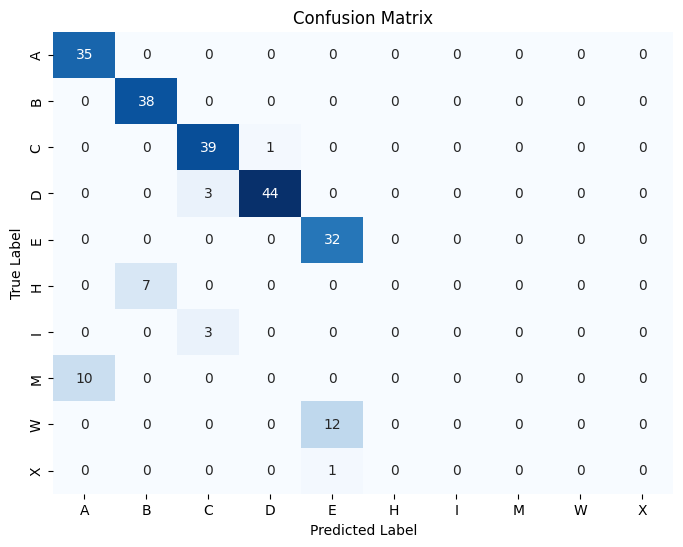 Confusion Matrix
True Label
A 35 0 0 0 0 0 0 0 0 0
B 0 38 0 0 0 0 0 0 0 0
C 0 0 39 1 0 0 0 0 0 0
D 0 0 3 44 0 0 0 0 0 0
E 0 0 0 0 32 0 0 0 0 0
H 0 7 0 0 0 0 0 0 0 0
I 0 0 3 0 0 0 0 0 0 0
M 10 0 0 0 0 0 0 0 0 0
W 0 0 0 0 12 0 0 0 0 0
X 0 0 0 0 1 0 0 0 0 0
A B C D E H I M W X
Predicted Label